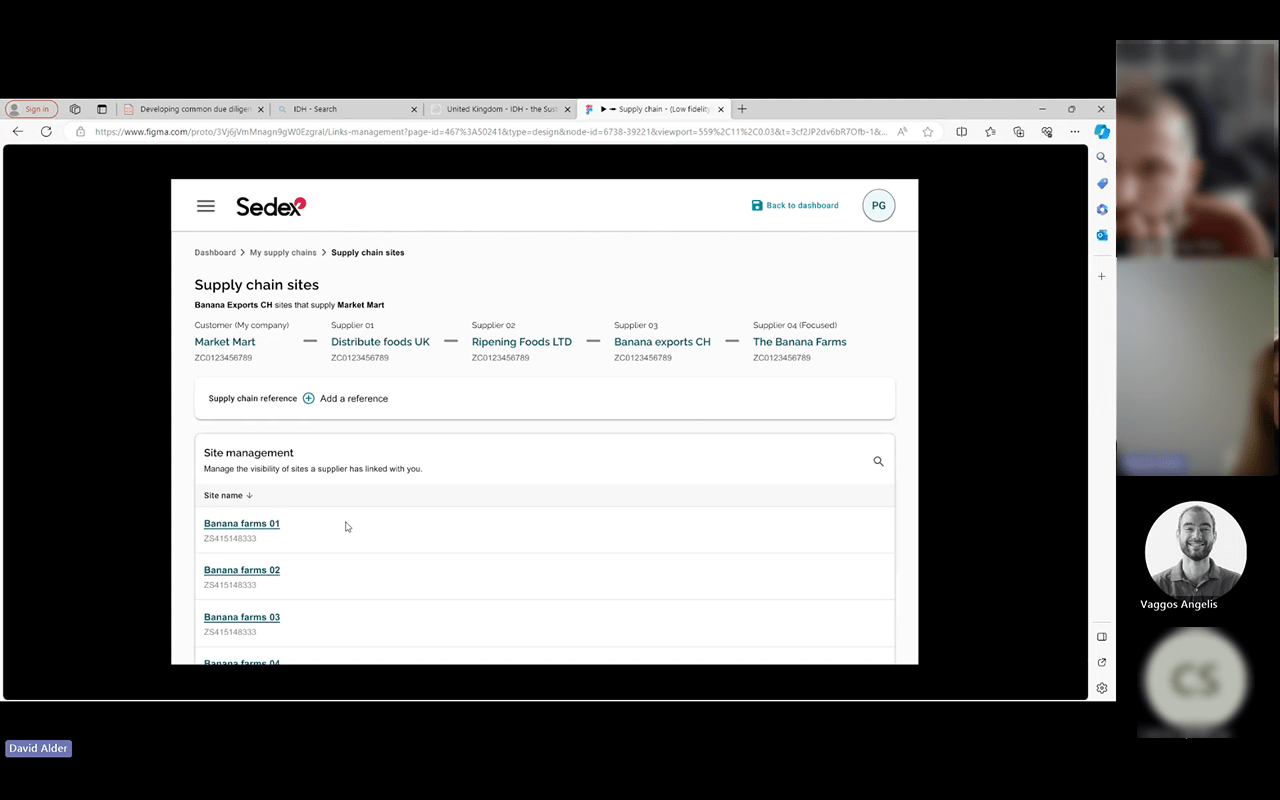 Sign in
Developing common due diligen
IDH - Search
United Kingdom - IDH - the Sust
Supply chain - (Low fidelity
https://www.figma.com/proto/3Vj6jVmMnagn9gW0Ezgral/Links-management?page-id=467%3A50241&type=design&node-id=6738-39221&viewport=559%2C11%2C0.03&t=3cf2JP2dv6bR7Ofb-1&...
Sedex
Back to dashboard
PG
Dashboard > My supply chains > Supply chain sites
Supply chain sites
Banana Exports CH sites that supply Market Mart
Customer (My company) Supplier 01 Supplier 02 Supplier 03 Supplier 04 (Focused)
Market Mart — Distribute foods UK — Ripening Foods LTD — Banana exports CH — The Banana Farms
ZC0123456789 ZC0123456789 ZC0123456789 ZC0123456789 ZC0123456789
Supply chain reference Add a reference
Site management
Manage the visibility of sites a supplier has linked with you.
Site name ↓
Banana farms 01
ZS415148333
Banana farms 02
ZS415148333
Banana farms 03
ZS415148333
Banana farms 04
Vaggos Angelis
CS
David Alder